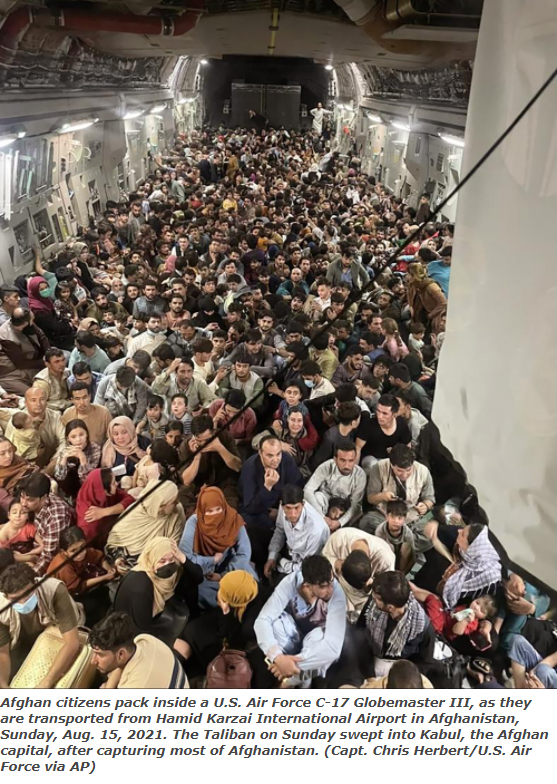 Afghan citizens pack inside a U.S. Air Force C-17 Globemaster III, as they
are transported from Hamid Karzai International Airport in Afghanistan,
Sunday, Aug. 15, 2021. The Taliban on Sunday swept into Kabul, the Afghan
capital, after capturing most of Afghanistan. (Capt. Chris Herbert/U.S. Air
Force via AP)